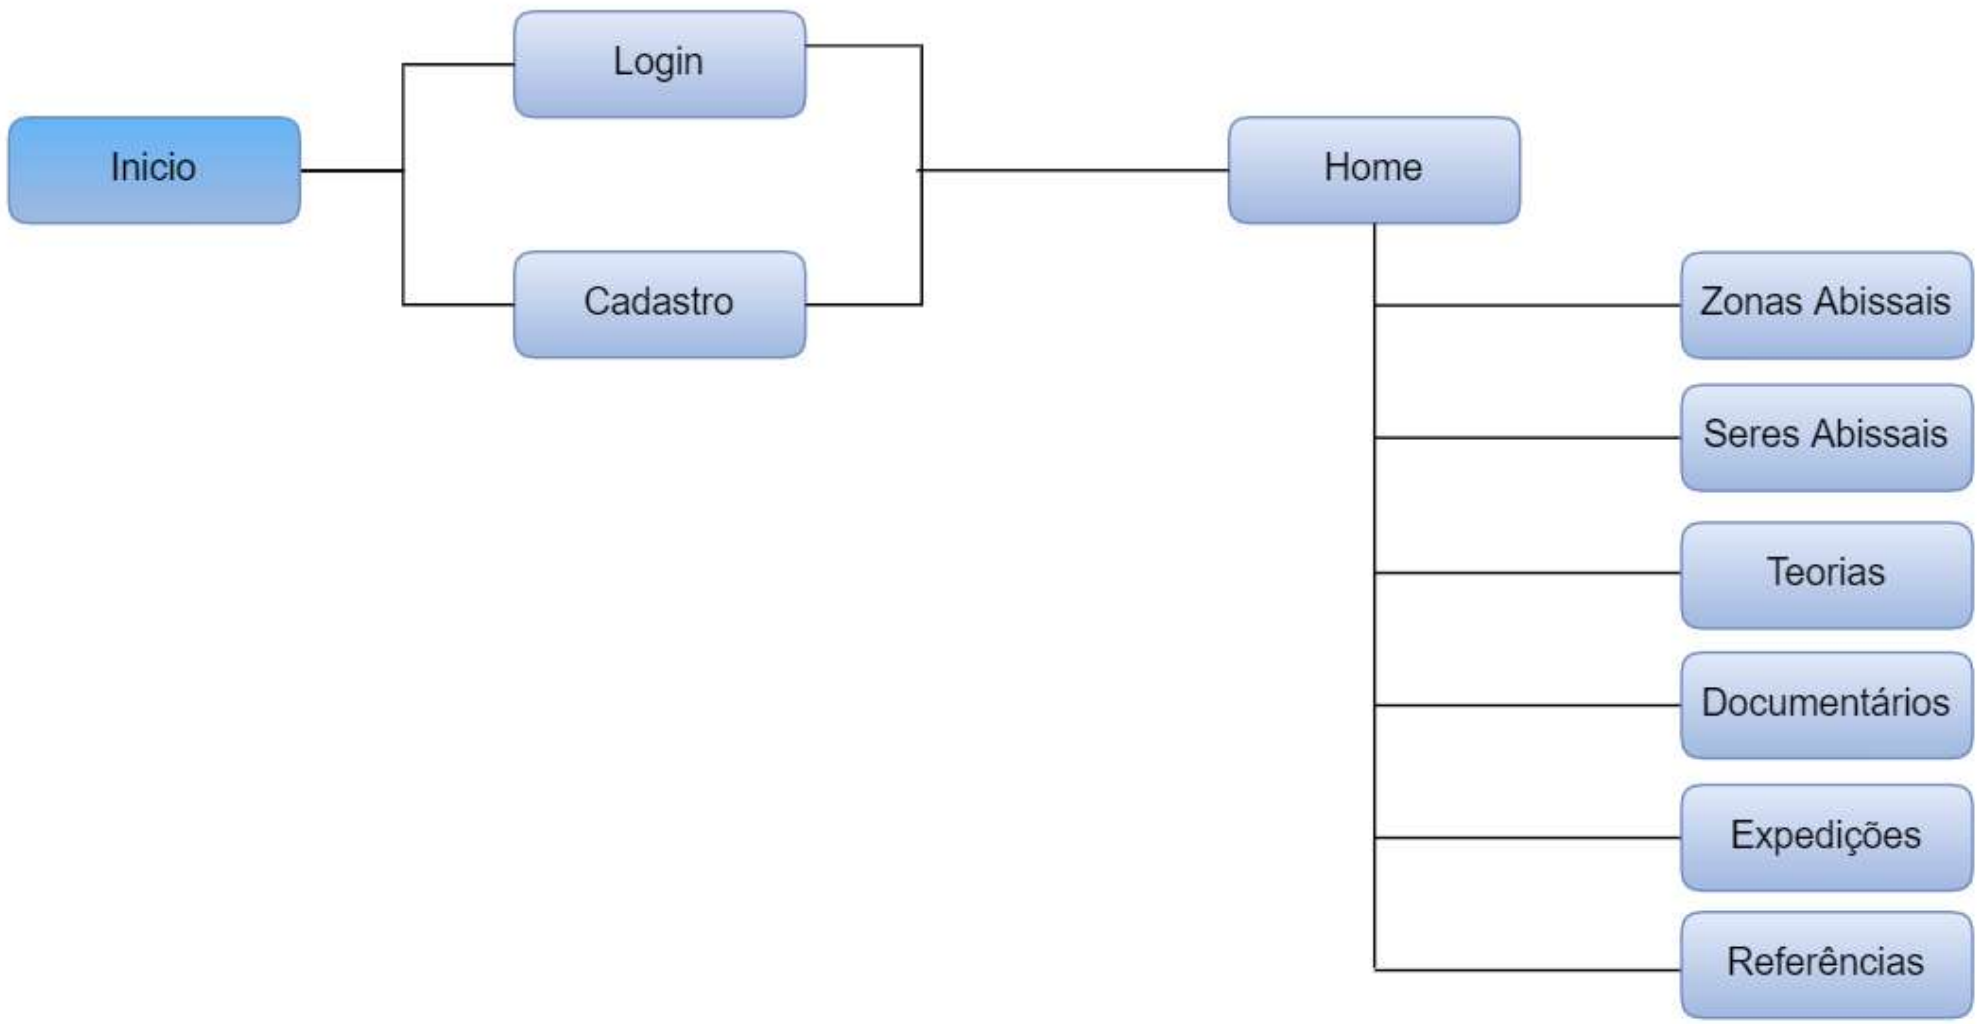 Login
Inicio
Home
Cadastro
Zonas Abissais
Seres Abissais
Teorias
Documentários
Expedições
Referências